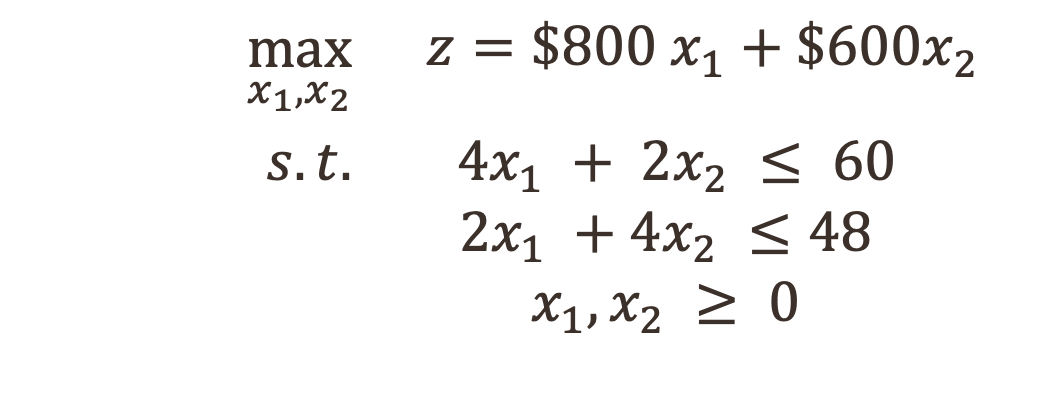 max z = $800 x₁ + $600x₂
x₁,x₂
s.t. 4x₁ + 2x₂ ≤ 60
2x₁ + 4x₂ ≤ 48
x₁, x₂ ≥ 0